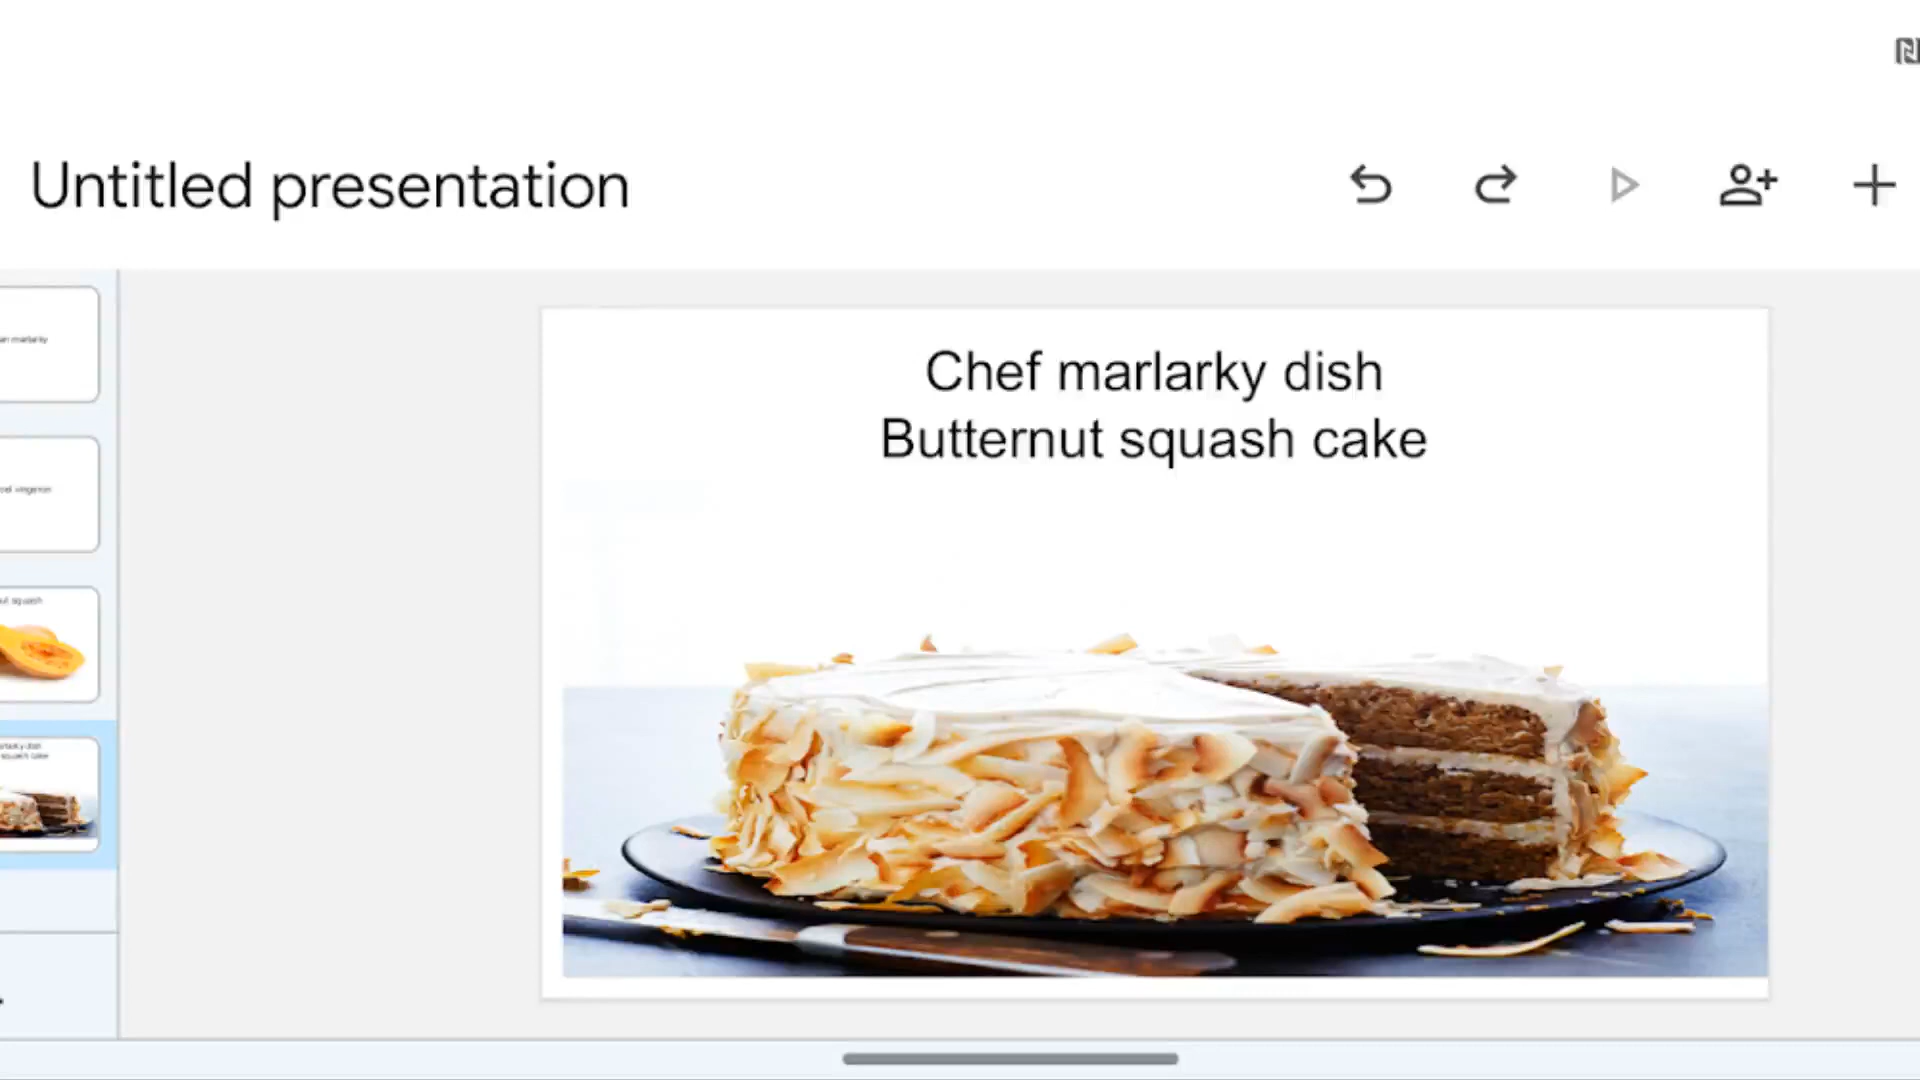 Untitled presentation
Chef marlarky dish
Butternut squash cake